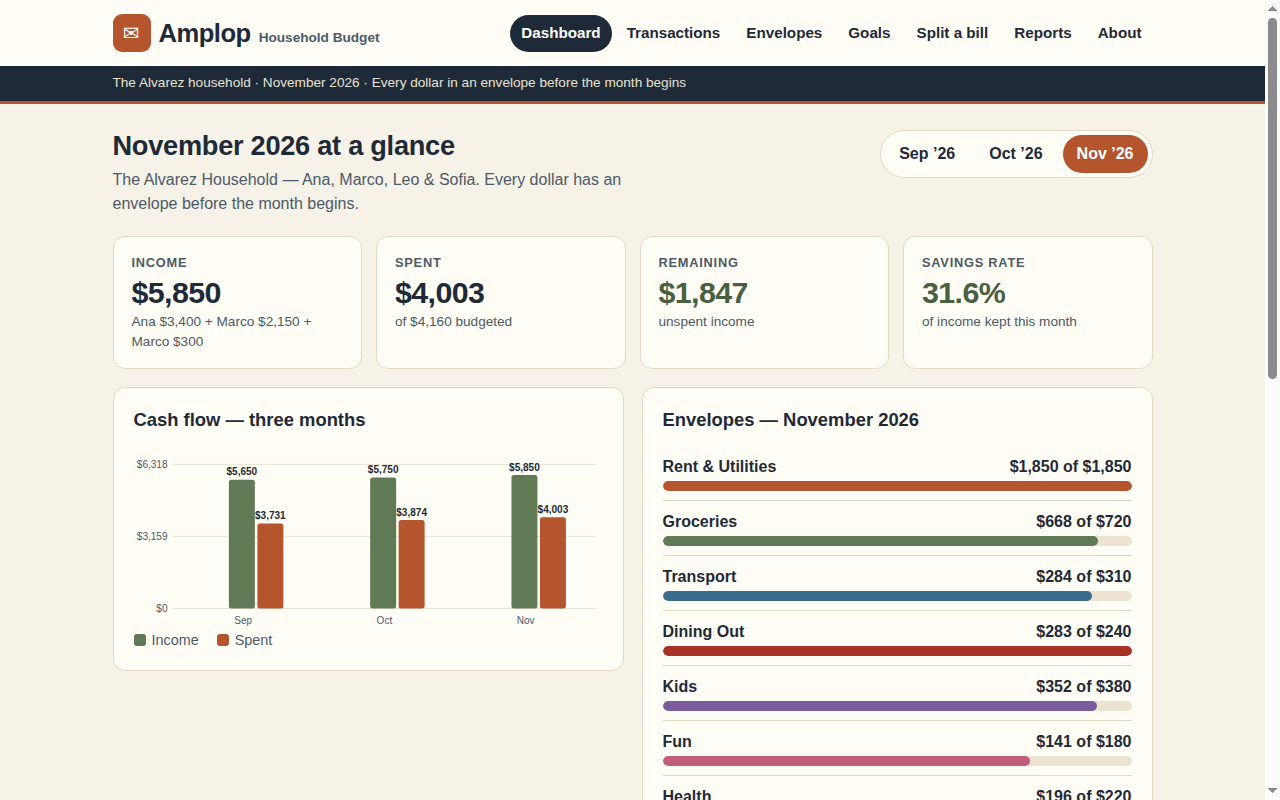 Amplop Household Budget
Dashboard Transactions Envelopes Goals Split a bill Reports About
The Alvarez household · November 2026 · Every dollar in an envelope before the month begins
November 2026 at a glance
The Alvarez Household — Ana, Marco, Leo & Sofia. Every dollar has an
envelope before the month begins.
Sep ’26 Oct ’26 Nov ’26
INCOME
$5,850
Ana $3,400 + Marco $2,150 +
Marco $300
SPENT
$4,003
of $4,160 budgeted
REMAINING
$1,847
unspent income
SAVINGS RATE
31.6%
of income kept this month
Cash flow — three months
$6,318
$3,159
$0
$5,650
$3,731
$5,750
$3,874
$5,850
$4,003
Sep Oct Nov
Income Spent
Envelopes — November 2026
Rent & Utilities $1,850 of $1,850
Groceries $668 of $720
Transport $284 of $310
Dining Out $283 of $240
Kids $352 of $380
Fun $141 of $180
Health $196 of $220